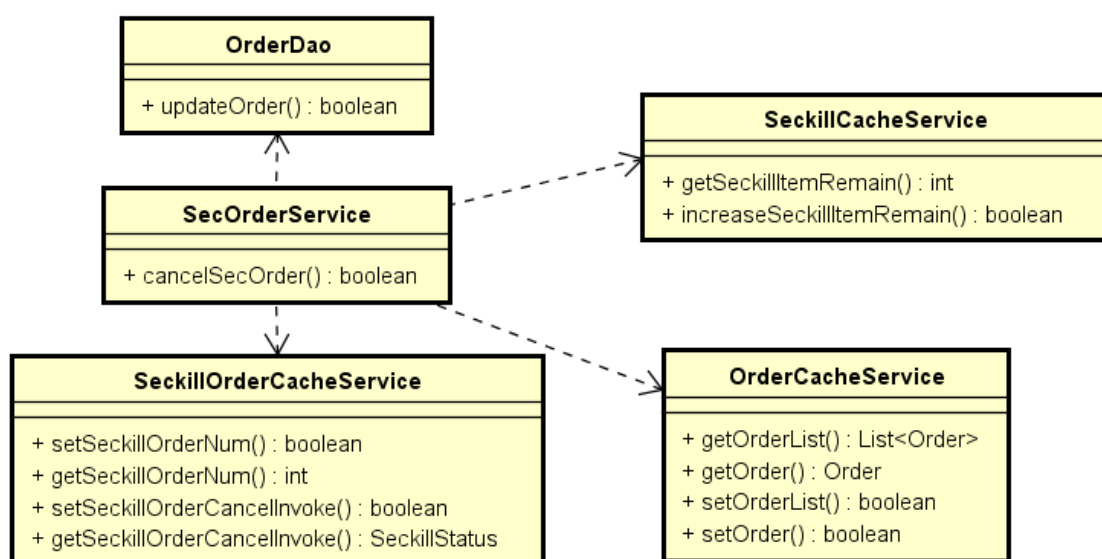 OrderDao
+ updateOrder() : boolean
SeckillCacheService
+ getSeckillItemRemain() : int
+ increaseSeckillItemRemain() : boolean
SecOrderService
+ cancelSecOrder() : boolean
SeckillOrderCacheService
+ setSeckillOrderNum() : boolean
+ getSeckillOrderNum() : int
+ setSeckillOrderCancelInvoke() : boolean
+ getSeckillOrderCancelInvoke() : SeckillStatus
OrderCacheService
+ getOrderList() : List<Order>
+ getOrder() : Order
+ setOrderList() : boolean
+ setOrder() : boolean